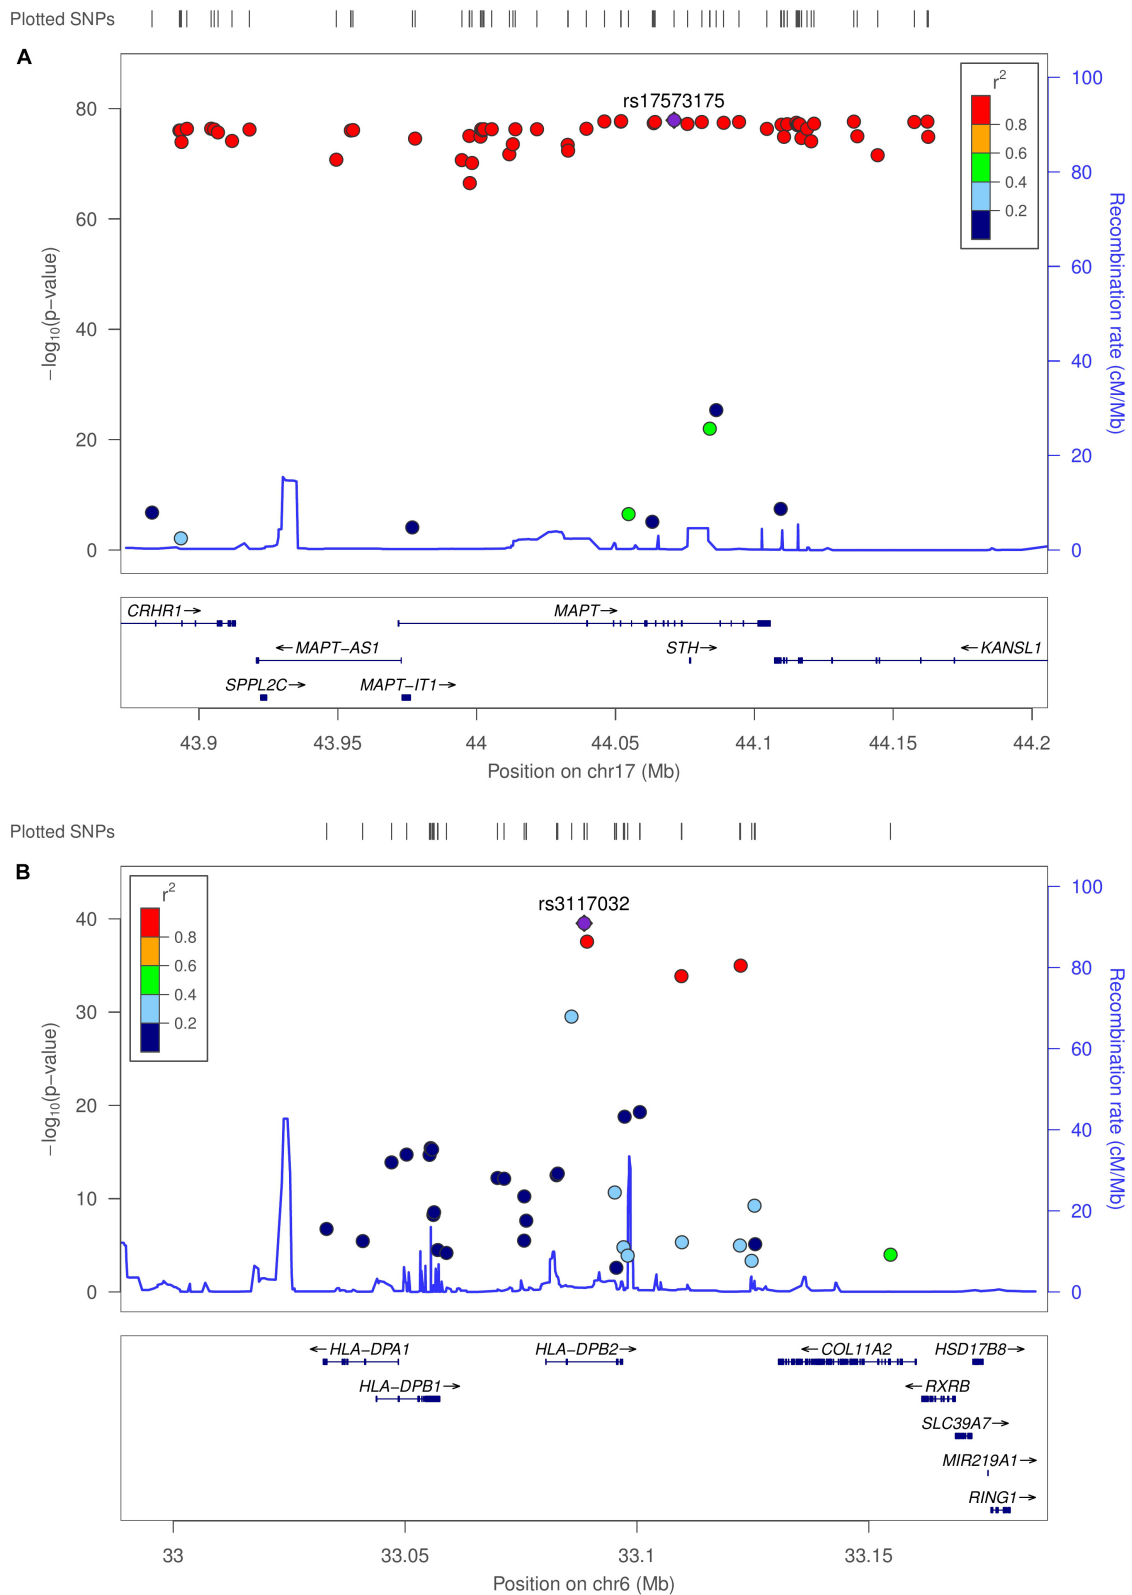 Plotted SNPs
A
rs17573175
r2
0.8
0.6
0.4
0.2
80
60
40
20
0
−log10(p−value)
100
80
60
40
20
0
Recombination rate (cM/Mb)
CRHR1→
MAPT→
←MAPT−AS1
STH→
←KANSL1
SPPL2C→
MAPT−IT1→
43.9
43.95
44
44.05
44.1
44.15
44.2
Position on chr17 (Mb)
Plotted SNPs
B
rs3117032
r2
0.8
0.6
0.4
0.2
40
30
20
10
0
−log10(p−value)
100
80
60
40
20
0
Recombination rate (cM/Mb)
←HLA−DPA1
HLA−DPB2→
←COL11A2
HSD17B8→
HLA−DPB1→
←RXRB
SLC39A7→
MIR219A1→
RING1→
33
33.05
33.1
33.15
Position on chr6 (Mb)